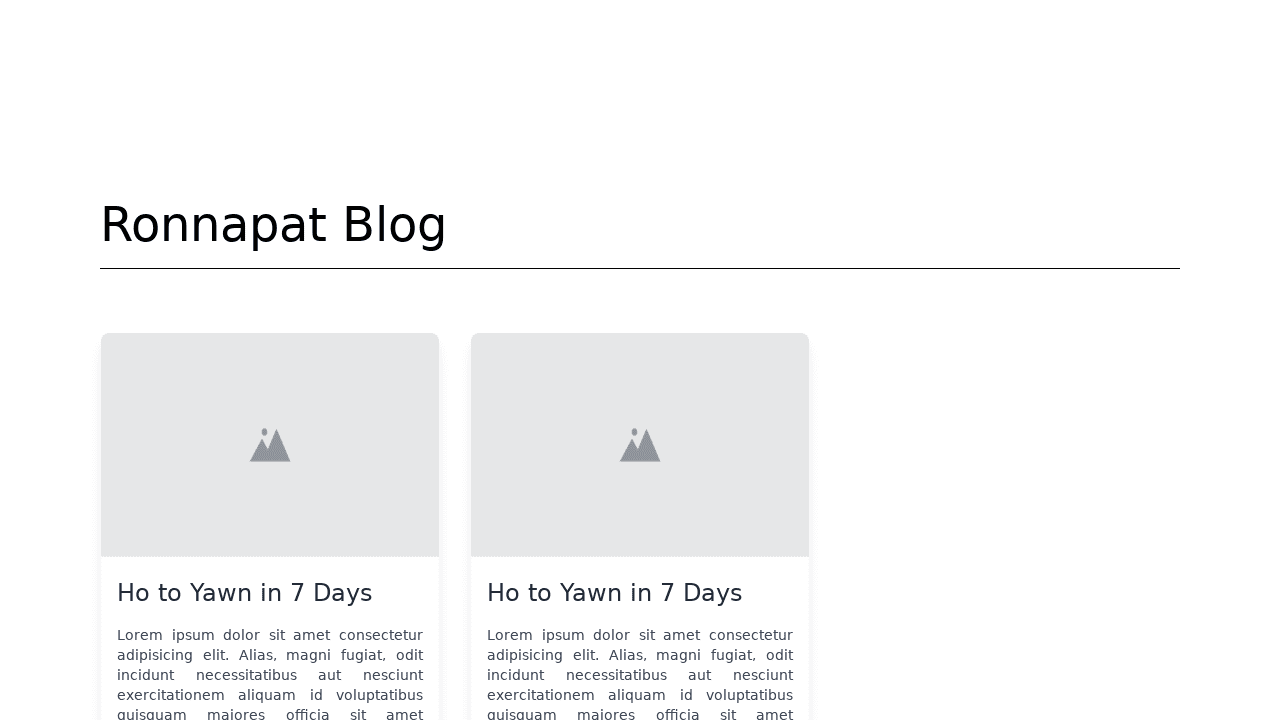 Ronnapat Blog
Ho to Yawn in 7 Days
Lorem ipsum dolor sit amet consectetur
adipisicing elit. Alias, magni fugiat, odit
incidunt necessitatibus aut nesciunt
exercitationem aliquam id voluptatibus
quisquam maiores officia sit amet
Ho to Yawn in 7 Days
Lorem ipsum dolor sit amet consectetur
adipisicing elit. Alias, magni fugiat, odit
incidunt necessitatibus aut nesciunt
exercitationem aliquam id voluptatibus
quisquam maiores officia sit amet